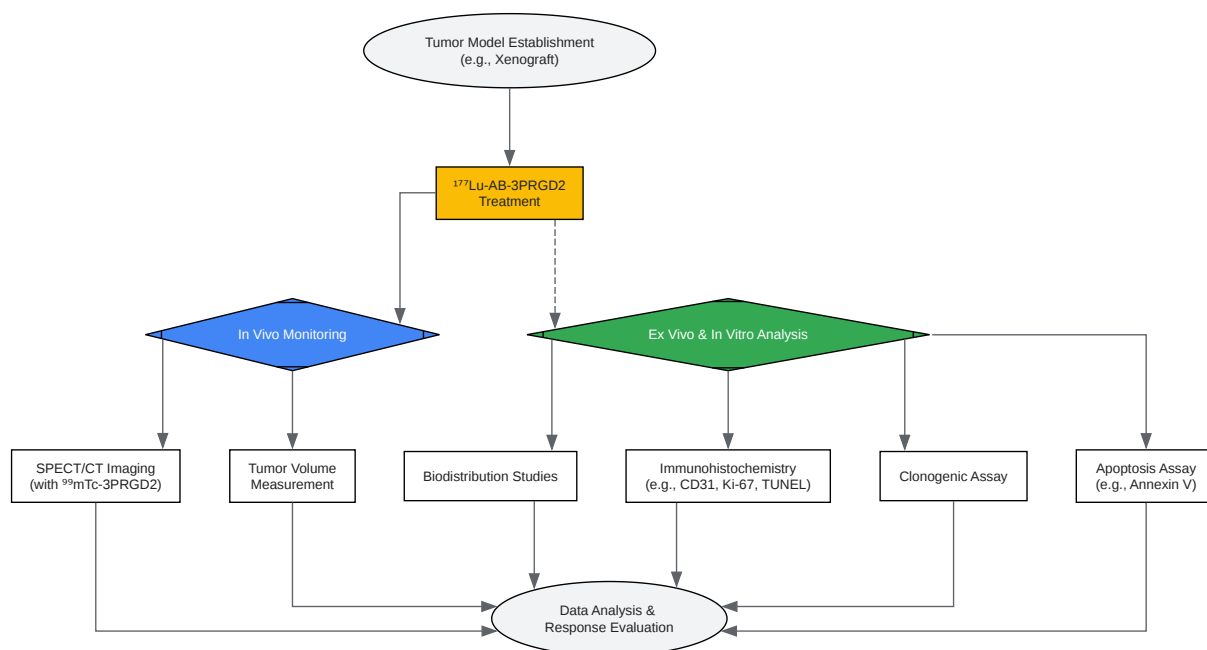 Tumor Model Establishment
(e.g., Xenograft)
¹⁷⁷Lu-AB-3PRGD2
Treatment
In Vivo Monitoring
Ex Vivo & In Vitro Analysis
SPECT/CT Imaging
(with ⁹⁹mTc-3PRGD2)
Tumor Volume
Measurement
Biodistribution Studies
Immunohistochemistry
(e.g., CD31, Ki-67, TUNEL)
Clonogenic Assay
Apoptosis Assay
(e.g., Annexin V)
Data Analysis &
Response Evaluation